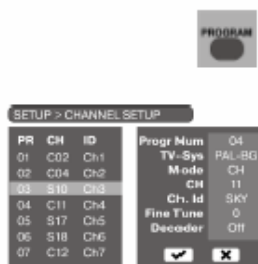 PROGRAM
SETUP > CHANNEL SETUP
PR CH ID
01 C02 Ch1
02 C04 Ch2
03 S10 Ch3
04 C11 Ch4
05 S17 Ch5
06 S18 Ch6
07 C12 Ch7
Progr Num 04
TV-Sys PAL-BG
Mode CH
CH 11
Ch. Id SKY
Fine Tune 0
Decoder Off